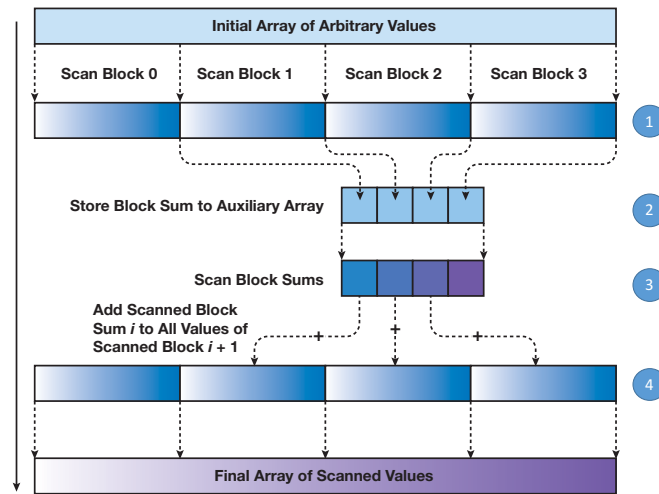 Initial Array of Arbitrary Values
Scan Block 0 Scan Block 1 Scan Block 2 Scan Block 3
1
Store Block Sum to Auxiliary Array
2
Scan Block Sums
3
Add Scanned Block
Sum i to All Values of
Scanned Block i + 1
+ + +
4
Final Array of Scanned Values